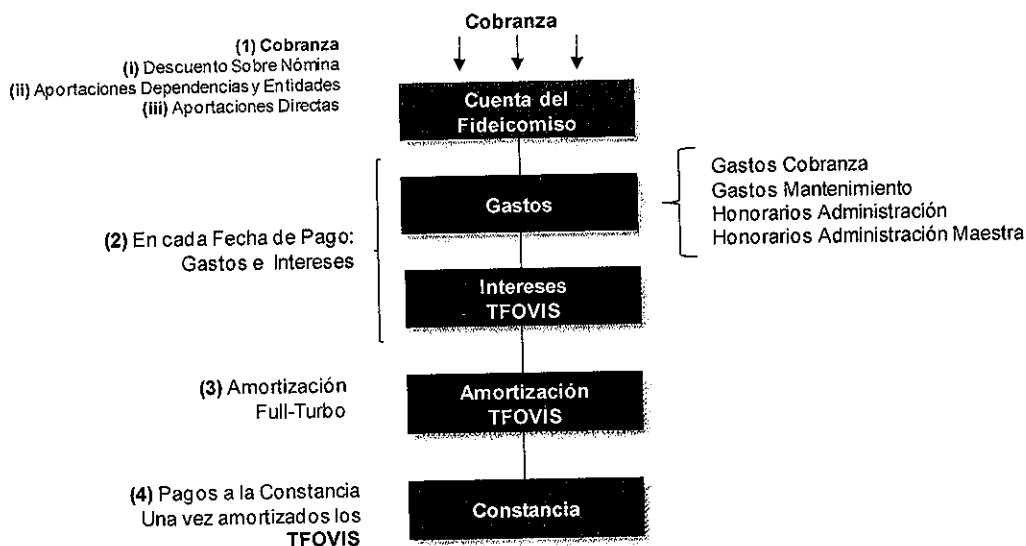 Cobranza
(1) Cobranza
(i) Descuento Sobre Nómina
(ii) Aportaciones Dependencias y Entidades
(iii) Aportaciones Directas
Cuenta del
Fideicomiso
Gastos
Gastos Cobranza
Gastos Mantenimiento
Honorarios Administración
Honorarios Administración Maestra
(2) En cada Fecha de Pago:
Gastos e Intereses
Intereses
TFOVIS
(3) Amortización
Full-Turbo
Amortización
TFOVIS
(4) Pagos a la Constancia
Una vez amortizados los
TFOVIS
Constancia